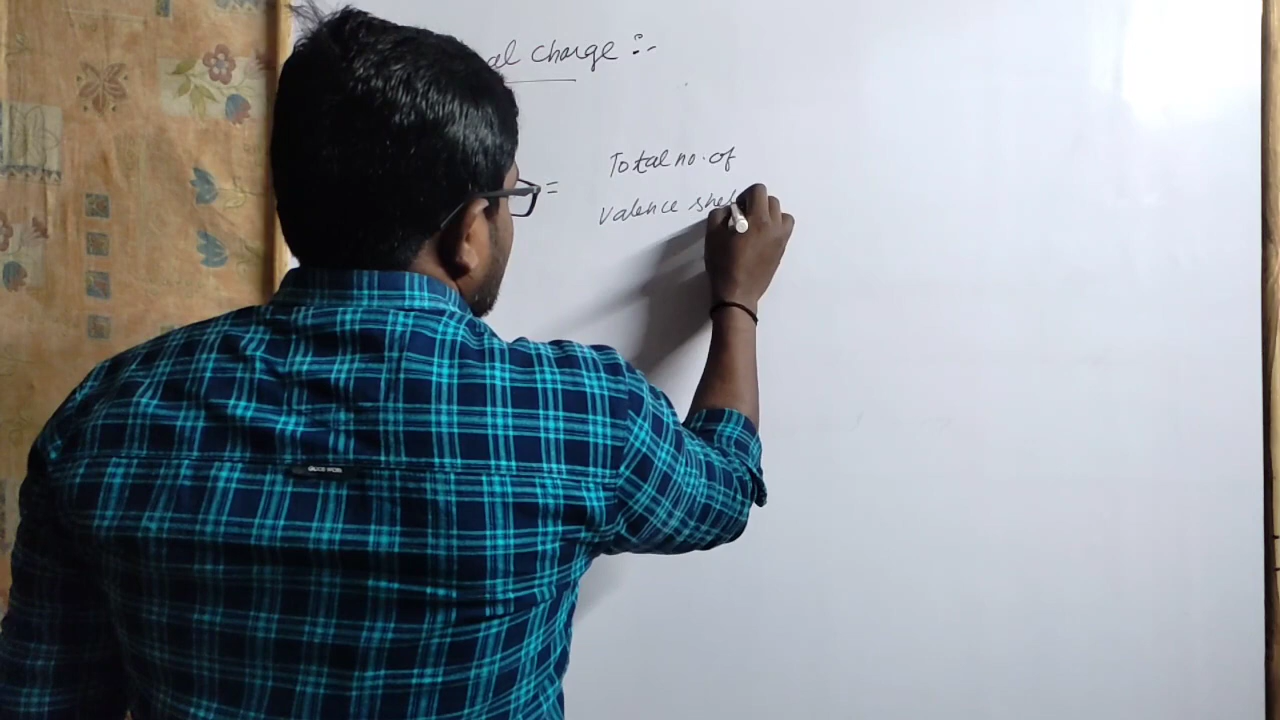 al charge :-
=
Total no. of
valence shel